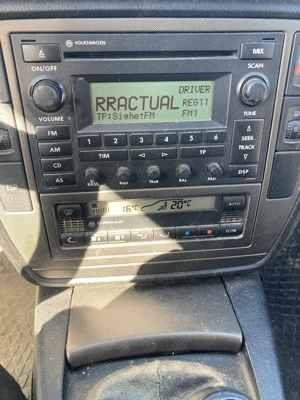 VOLKSWAGEN
MIX
ON/OFF
SCAN
DRIVER
RRACTUAL REG11
TP:SighetFM FM1
VOLUME
TUNE
FM
1 2 3 4 5 6
AM
TIM TP
SEEK
TRACK
CD
AS
BASS TREB BAL FAD
DSP
16°C 20°C
AUTO
ECON